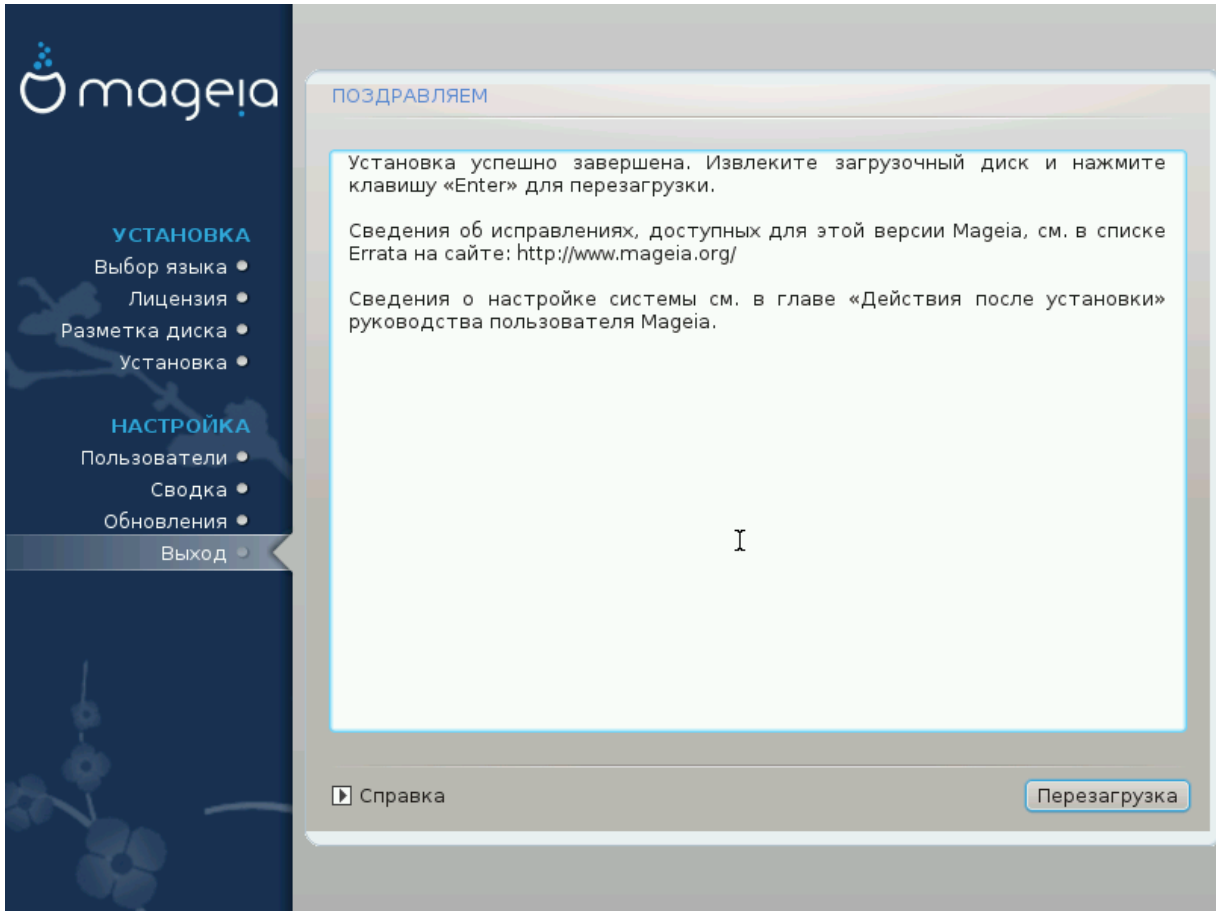 mageia
УСТАНОВКА
Выбор языка
Лицензия
Разметка диска
Установка
НАСТРОЙКА
Пользователи
Сводка
Обновления
Выход
ПОЗДРАВЛЯЕМ
Установка успешно завершена. Извлеките загрузочный диск и нажмите
клавишу «Enter» для перезагрузки.
Сведения об исправлениях, доступных для этой версии Mageia, см. в списке
Errata на сайте: http://www.mageia.org/
Сведения о настройке системы см. в главе «Действия после установки»
руководства пользователя Mageia.
Справка
Перезагрузка